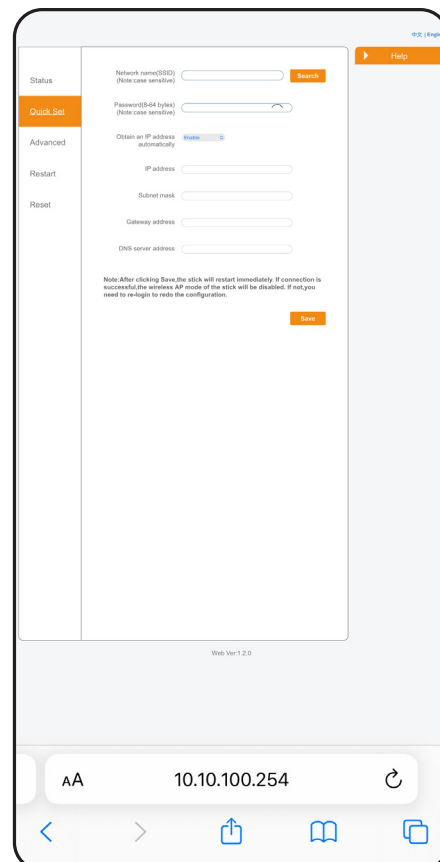 中文 | Englis
Help
Status
Quick Set
Advanced
Restart
Reset
Network name(SSID)
(Note:case sensitive)
Search
Password(8-64 bytes)
(Note:case sensitive)
Obtain an IP address
automatically
Enable
IP address
Subnet mask
Gateway address
DNS server address
Note:After clicking Save,the stick will restart immediately. If connection is
successful,the wireless AP mode of the stick will be disabled. If not,you
need to re-login to redo the configuration.
Save
Web Ver:1.2.0
AA
10.10.100.254